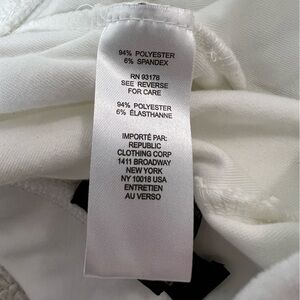 94% POLYESTER
6% SPANDEX
RN 93178
SEE REVERSE
FOR CARE
94% POLYESTER
6% ÉLASTHANNE
IMPORTÉ PAR:
REPUBLIC
CLOTHING CORP
1411 BROADWAY
NEW YORK
NY 10018 USA
ENTRETIEN
AU VERSO